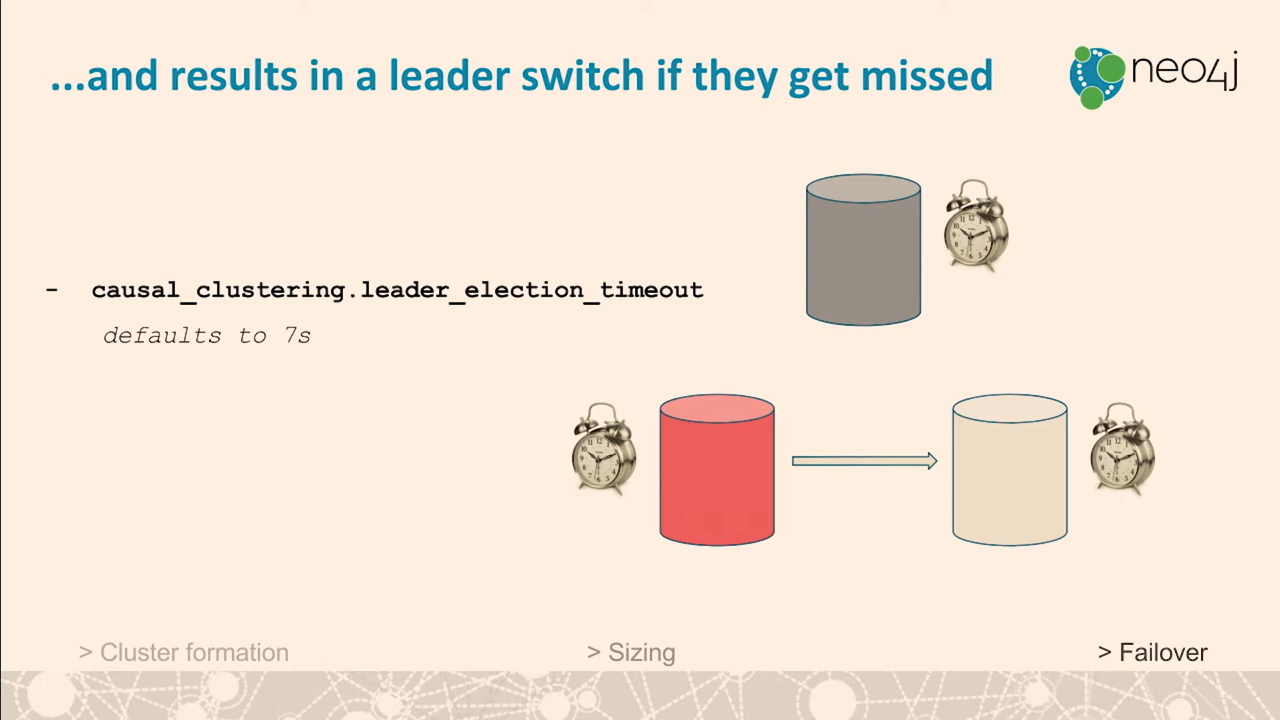 ...and results in a leader switch if they get missed
neo4j
- causal_clustering.leader_election_timeout
defaults to 7s
> Cluster formation
> Sizing
> Failover